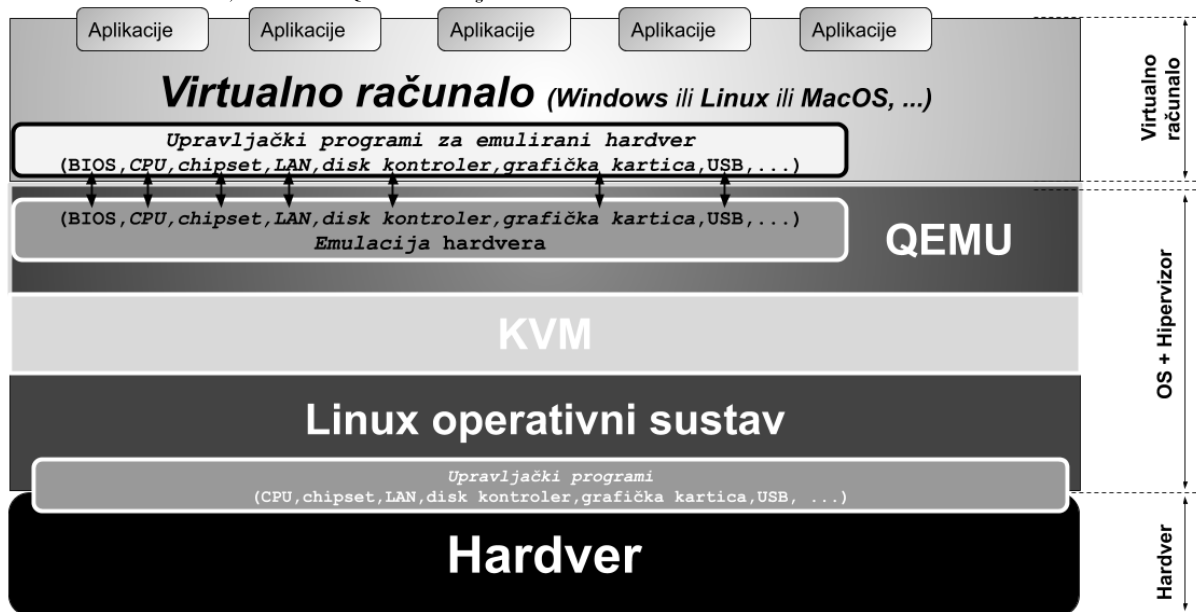 Aplikacije Aplikacije Aplikacije Aplikacije Aplikacije
Virtualno računalo (Windows ili Linux ili MacOS, ...)
Upravljački programi za emulirani hardver
(BIOS,CPU,chipset,LAN,disk kontroler,grafička kartica,USB,...)
(BIOS,CPU,chipset,LAN,disk kontroler,grafička kartica,USB,...)
Emulacija hardvera
QEMU
KVM
Linux operativni sustav
Upravljački programi
(CPU,chipset,LAN,disk kontroler,grafička kartica,USB, ...)
Hardver
Virtualno
računalo
OS + Hipervizor
Hardver